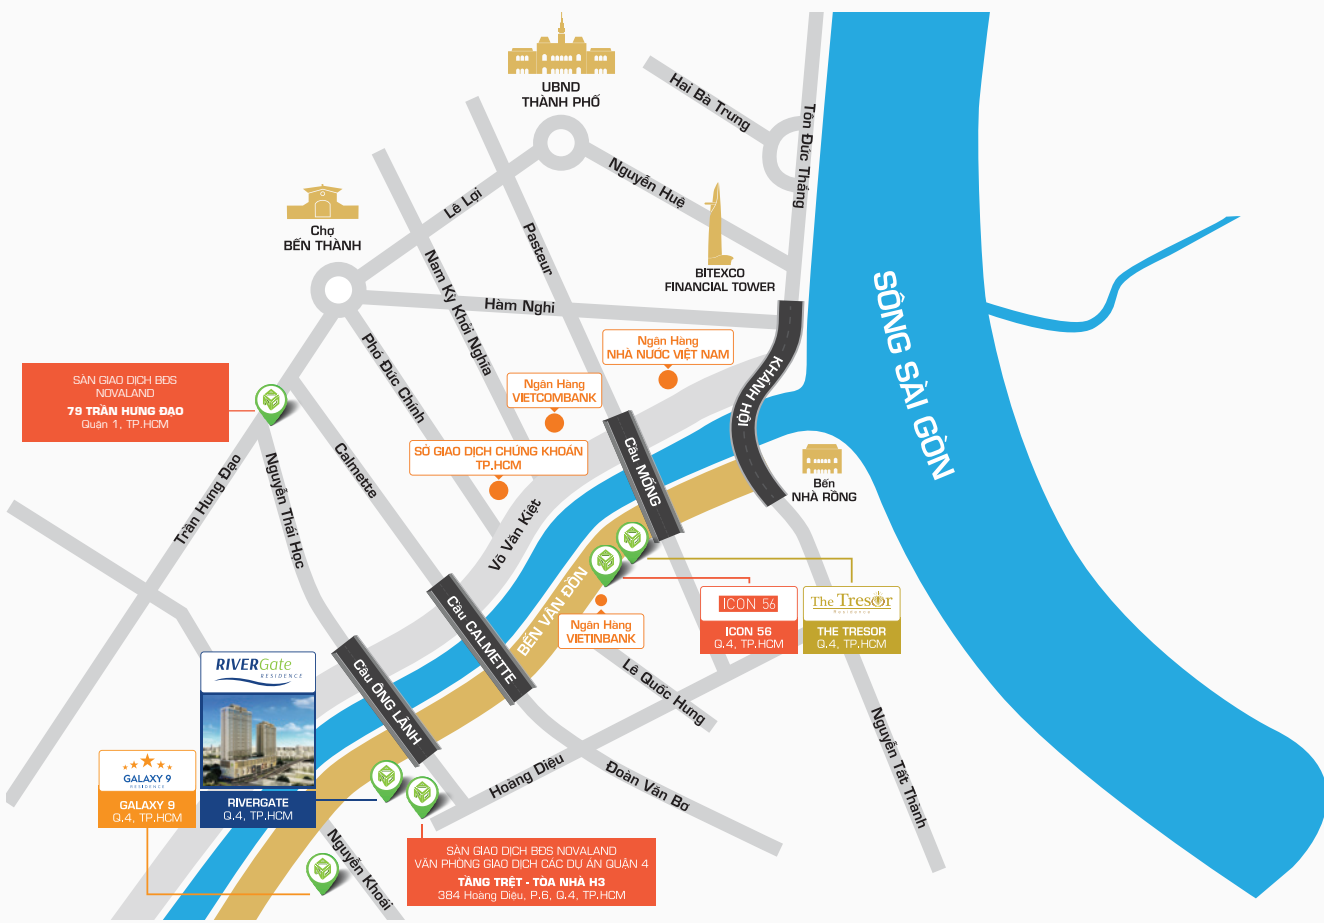 UBND
THÀNH PHỐ
Hai Bà Trưng
Tôn Đức Thắng
Nguyễn Huệ
Lê Lợi
Chợ
BẾN THÀNH
Pasteur
Nam Kỳ Khởi Nghĩa
BITEXCO
FINANCIAL TOWER
Hàm Nghi
SÔNG SÀI GÒN
Phó Đức Chính
Ngân Hàng
NHÀ NƯỚC VIỆT NAM
KHÁNH HỘI
SÀN GIAO DỊCH BĐS
NOVALAND
79 TRẦN HƯNG ĐẠO
Quận 1, TP.HCM
Ngân Hàng
VIETCOMBANK
SỞ GIAO DỊCH CHỨNG KHOÁN
TP.HCM
Cầu MỐNG
Bến
NHÀ RỒNG
Calmette
Trần Hưng Đạo
Nguyễn Thái Học
Võ Văn Kiệt
BẾN VÂN ĐỒN
Cầu CALMETTE
Ngân Hàng
VIETINBANK
ICON 56
ICON 56
Q.4, TP.HCM
The Tresor
RESIDENCE
THE TRESOR
Q.4, TP.HCM
Cầu ÔNG LÃNH
Lê Quốc Hưng
RIVERGate
RESIDENCE
RIVERGATE
Q.4, TP.HCM
GALAXY 9
RESIDENCE
GALAXY 9
Q.4, TP.HCM
Hoàng Diệu
Đoàn Văn Bơ
Nguyễn Tất Thành
Nguyễn Khoái
SÀN GIAO DỊCH BĐS NOVALAND
VĂN PHÒNG GIAO DỊCH CÁC DỰ ÁN QUẬN 4
TẦNG TRỆT - TÒA NHÀ H3
384 Hoàng Diệu, P.6, Q.4, TP.HCM